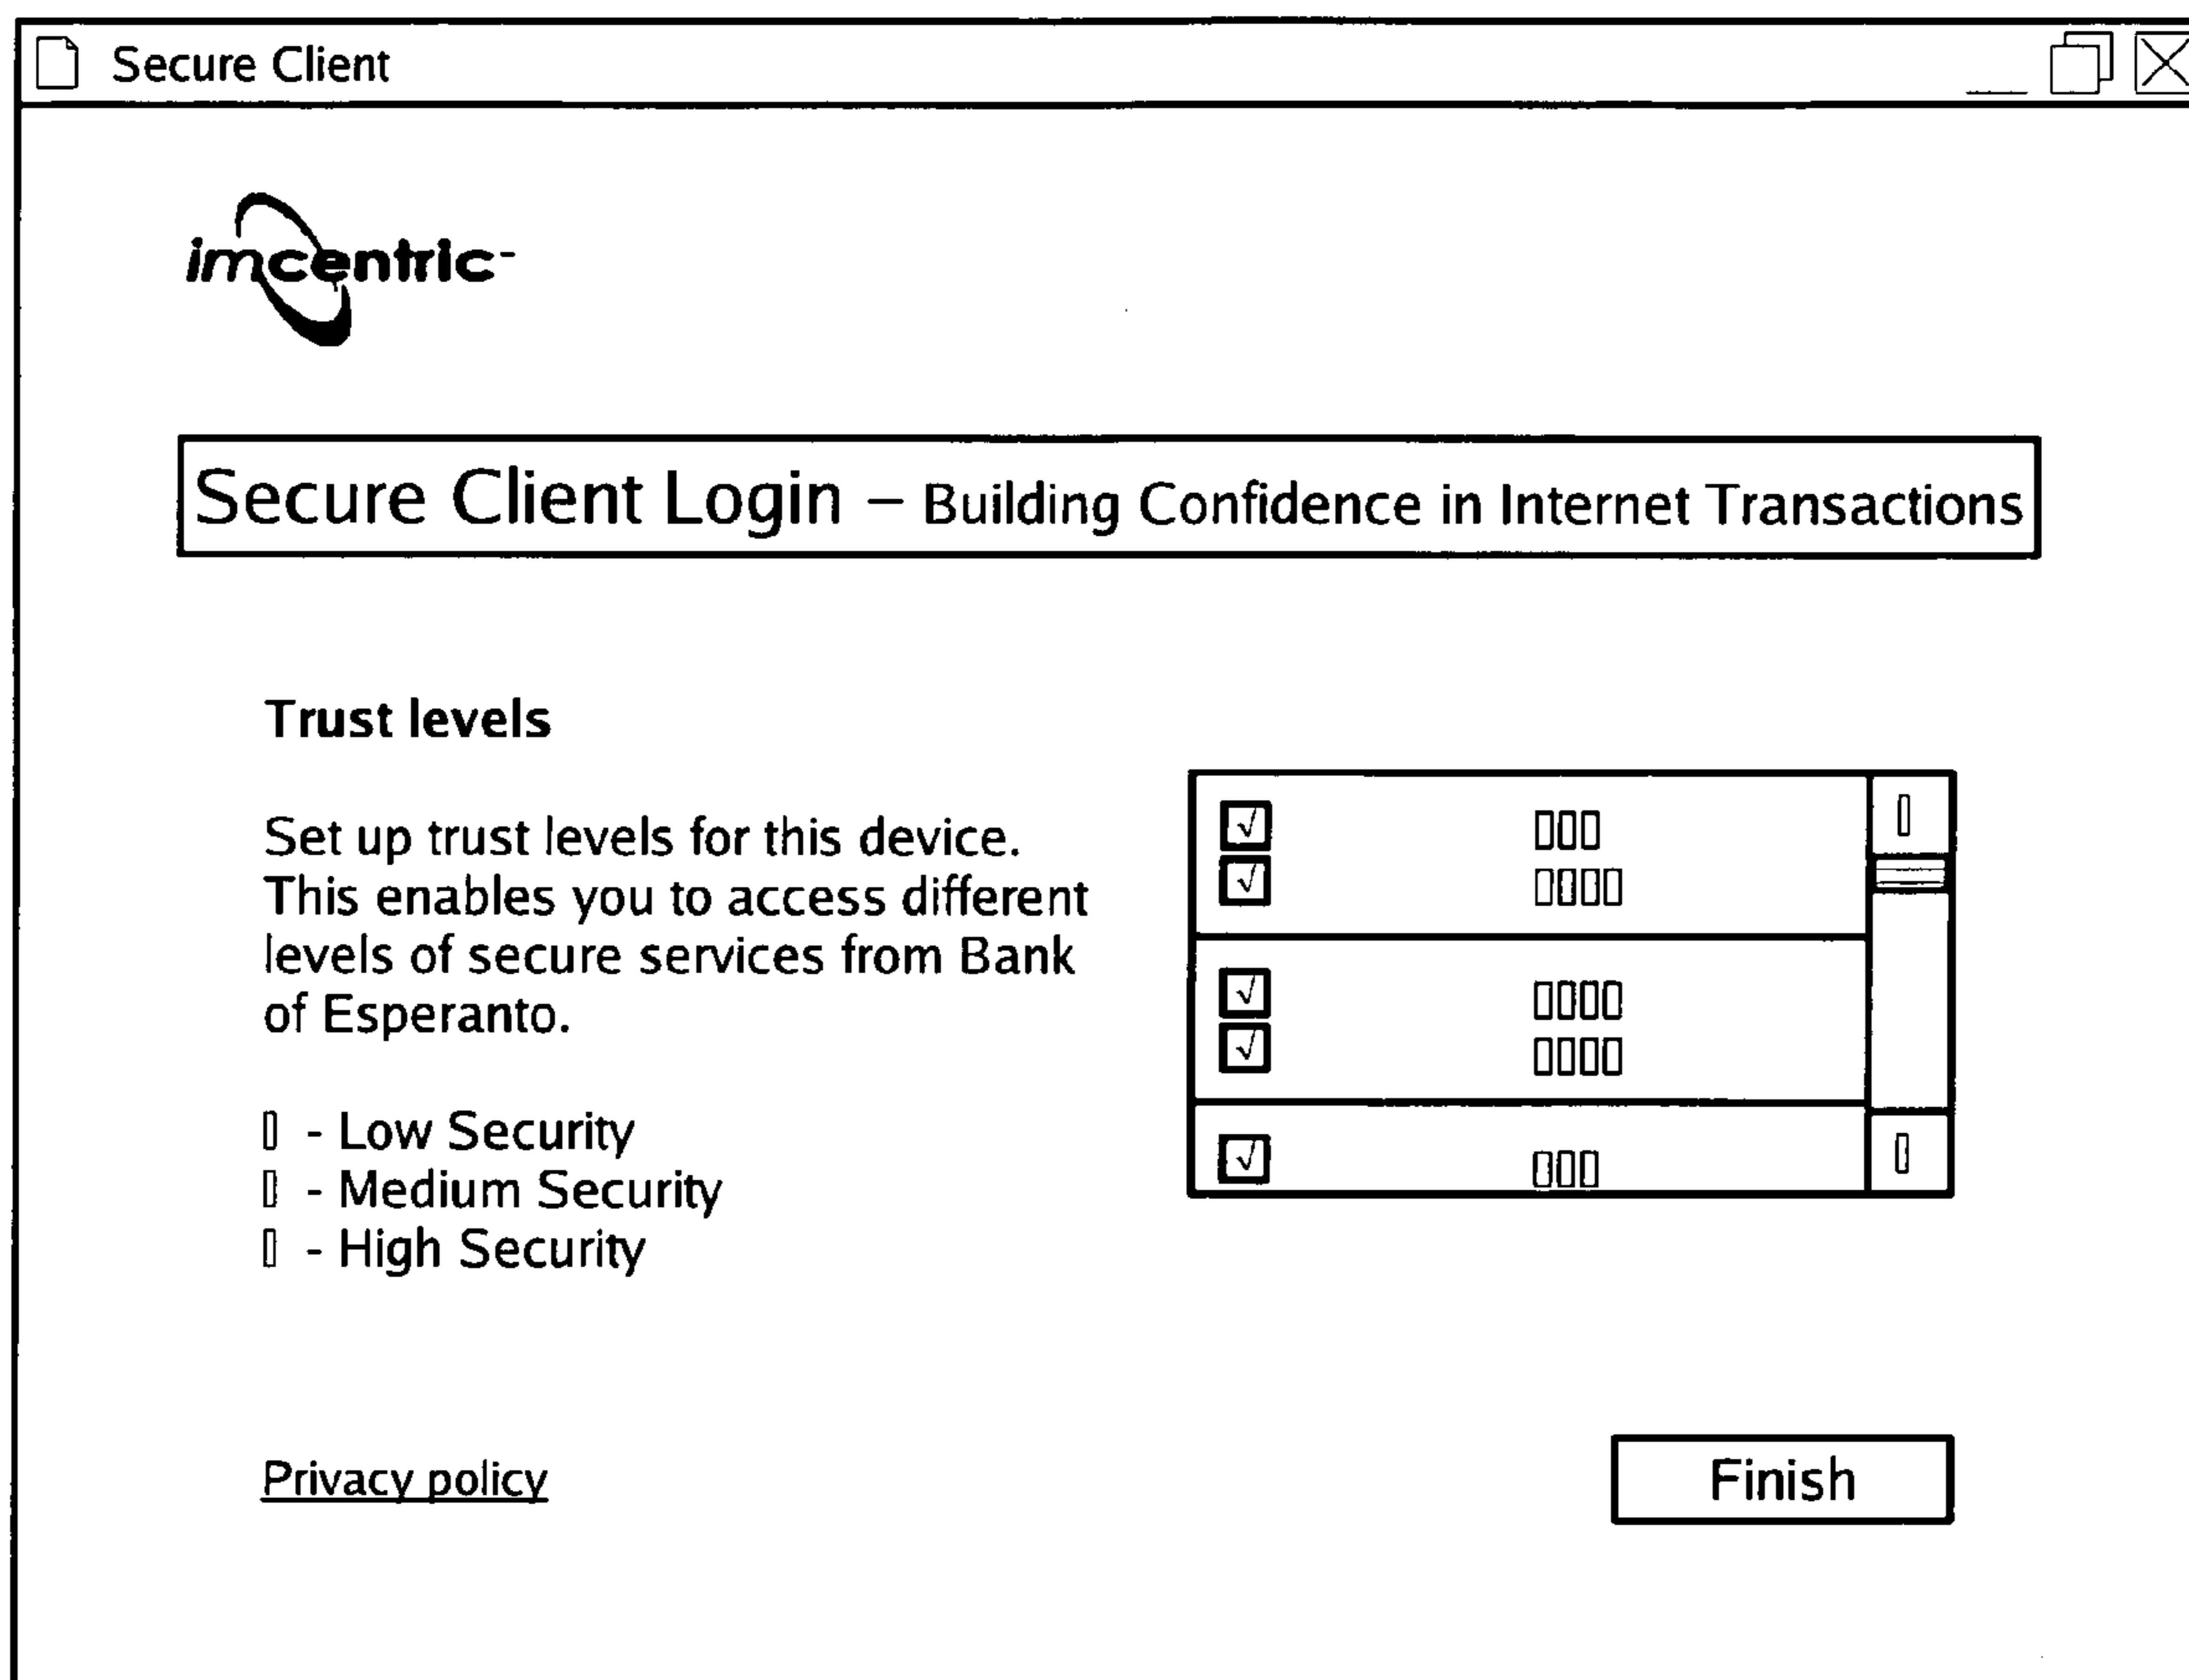 Secure Client
imcentric
Secure Client Login – Building Confidence in Internet Transactions
Trust levels
Set up trust levels for this device.
This enables you to access different
levels of secure services from Bank
of Esperanto.
▯ - Low Security
▯ - Medium Security
▯ - High Security
▯▯▯
▯▯▯▯
▯▯▯▯
▯▯▯▯
▯▯▯
Privacy policy
Finish